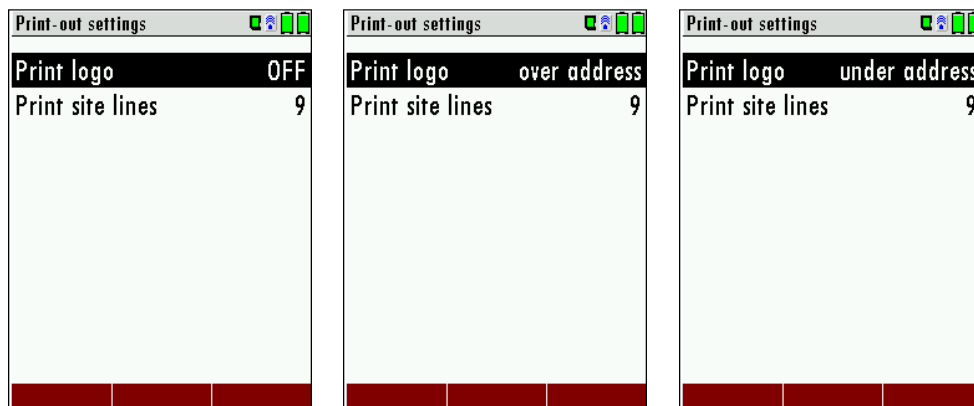 Print-out settings
Print logo OFF
Print site lines 9
Print-out settings
Print logo over address
Print site lines 9
Print-out settings
Print logo under address
Print site lines 9